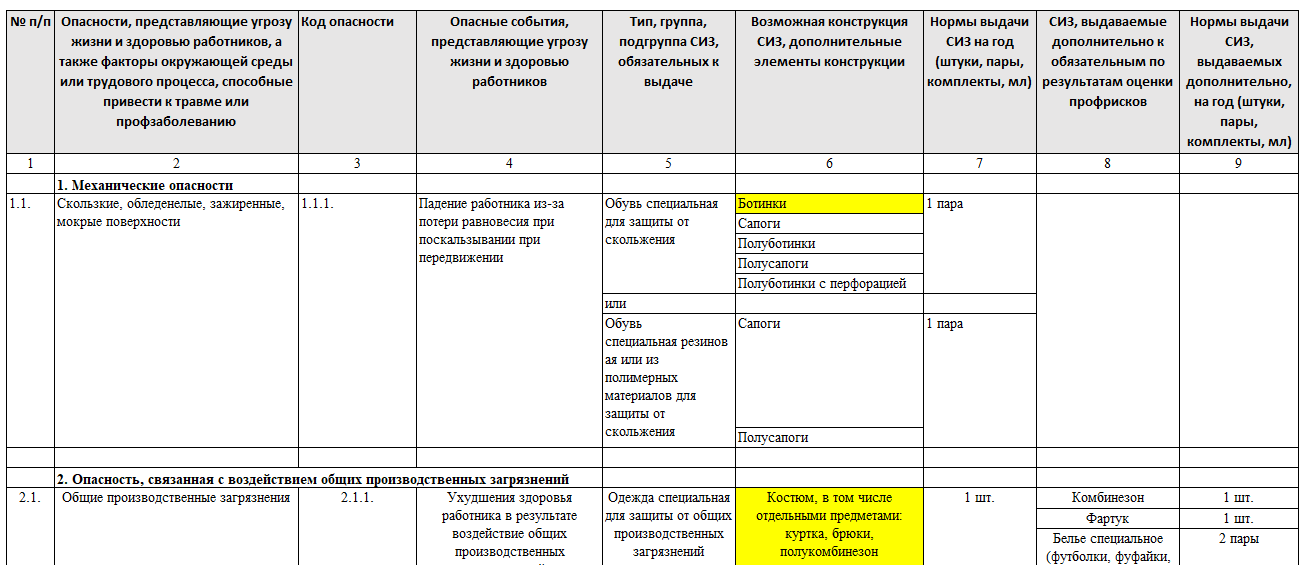 № п/п
Опасности, представляющие угрозу
жизни и здоровью работников, а
также факторы окружающей среды
или трудового процесса, способные
привести к травме или
профзаболеванию
Код опасности
Опасные события,
представляющие угрозу
жизни и здоровью
работников
Тип, группа,
подгруппа СИЗ,
обязательных к
выдаче
Возможная конструкция
СИЗ, дополнительные
элементы конструкции
Нормы выдачи
СИЗ на год
(штуки, пары,
комплекты, мл)
СИЗ, выдаваемые
дополнительно к
обязательным по
результатам оценки
профрисков
Нормы выдачи
СИЗ,
выдаваемых
дополнительно,
на год (штуки,
пары,
комплекты, мл)
1
2
3
4
5
6
7
8
9
1. Механические опасности
1.1.
Скользкие, обледенелые, зажиренные,
мокрые поверхности
1.1.1.
Падение работника из-за
потери равновесия при
поскальзывании при
передвижении
Обувь специальная
для защиты от
скольжения
Ботинки
Сапоги
Полуботинки
Полусапоги
Полуботинки с перфорацией
1 пара
или
Обувь
специальная резинов
ая или из
полимерных
материалов для
защиты от
скольжения
Сапоги
Полусапоги
1 пара
2. Опасность, связанная с воздействием общих производственных загрязнений
2.1.
Общие производственные загрязнения
2.1.1.
Ухудшения здоровья
работника в результате
воздействие общих
производственных
Одежда специальная
для защиты от общих
производственных
загрязнений
Костюм, в том числе
отдельными предметами:
куртка, брюки,
полукомбинезон
1 шт.
Комбинезон
1 шт.
Фартук
1 шт.
Белье специальное
(футболки, фуфайки,
2 пары